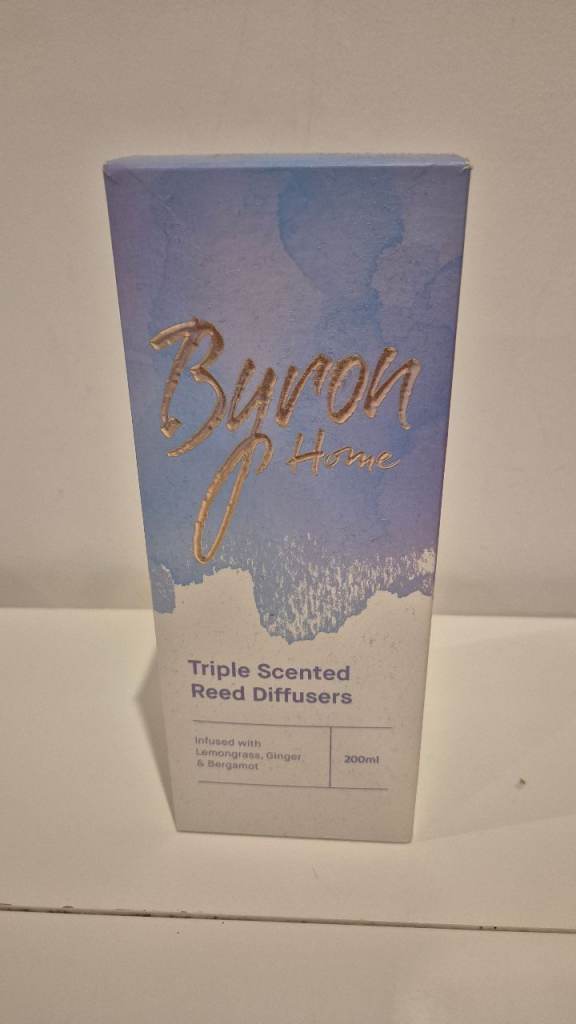 Byron
Home
Triple Scented
Reed Diffusers
Infused with
Lemongrass, Ginger
& Bergamot
200ml